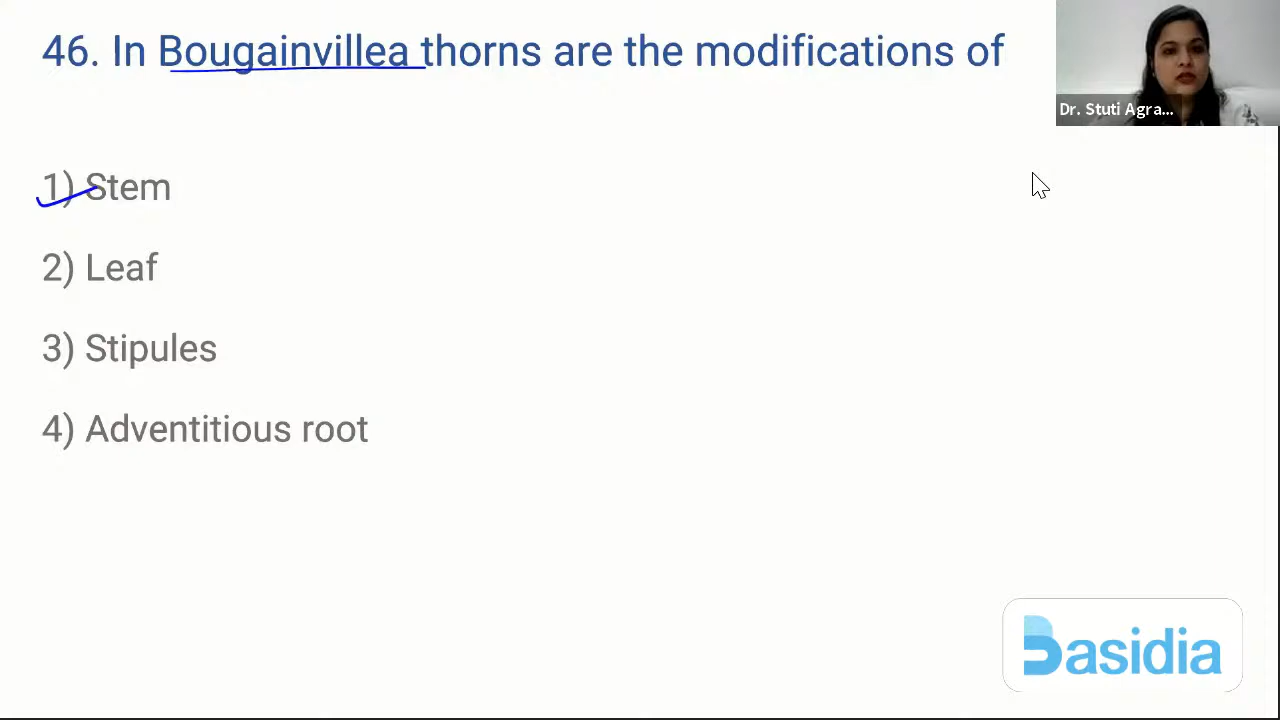 46. In Bougainvillea thorns are the modifications of
Dr. Stuti Agra...
1) Stem
2) Leaf
3) Stipules
4) Adventitious root
Basidia